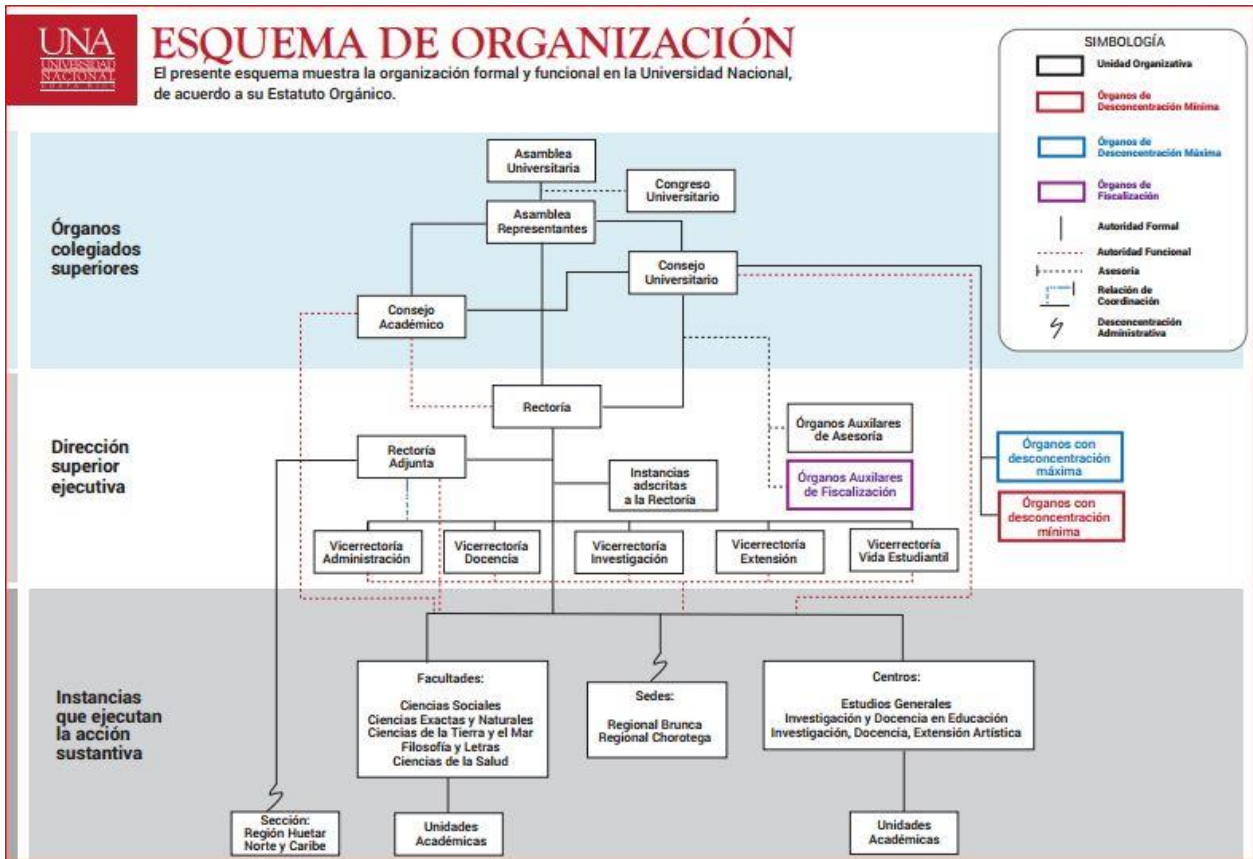 UNA
UNIVERSIDAD
NACIONAL
COSTA RICA
ESQUEMA DE ORGANIZACIÓN
El presente esquema muestra la organización formal y funcional en la Universidad Nacional,
de acuerdo a su Estatuto Orgánico.
SIMBOLOGÍA
Unidad Organizativa
Órganos de
Desconcentración Mínima
Órganos de
Desconcentración Máxima
Órganos de
Fiscalización
Autoridad Formal
Autoridad Funcional
Asesoría
Relación de
Coordinación
Desconcentración
Administrativa
Órganos
colegiados
superiores
Asamblea
Universitaria
Congreso
Universitario
Asamblea
Representantes
Consejo
Universitario
Consejo
Académico
Dirección
superior
ejecutiva
Rectoría
Rectoría
Adjunta
Instancias
adscritas
a la Rectoría
Órganos Auxilares
de Asesoría
Órganos Auxilares
de Fiscalización
Órganos con
desconcentración
máxima
Órganos con
desconcentración
mínima
Vicerrectoría
Administración
Vicerrectoría
Docencia
Vicerrectoría
Investigación
Vicerrectoría
Extensión
Vicerrectoría
Vida Estudiantil
Instancias
que ejecutan
la acción
sustantiva
Facultades:
Ciencias Sociales
Ciencias Exactas y Naturales
Ciencias de la Tierra y el Mar
Filosofía y Letras
Ciencias de la Salud
Sedes:
Regional Brunca
Regional Chorotega
Centros:
Estudios Generales
Investigación y Docencia en Educación
Investigación, Docencia, Extensión Artística
Sección:
Región Huetar
Norte y Caribe
Unidades
Académicas
Unidades
Académicas